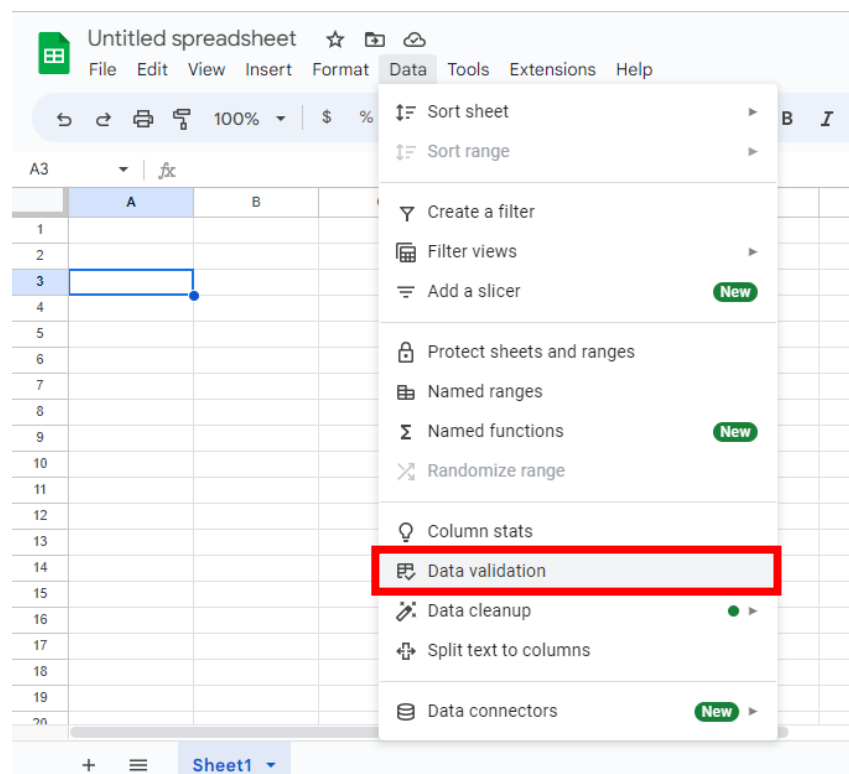 Untitled spreadsheet
File Edit View Insert Format Data Tools Extensions Help
100% $ % B I
A3 fx
A B
1
2
3
4
5
6
7
8
9
10
11
12
13
14
15
16
17
18
19
20
Sort sheet
Sort range
Create a filter
Filter views
Add a slicer New
Protect sheets and ranges
Named ranges
Named functions New
Randomize range
Column stats
Data validation
Data cleanup
Split text to columns
Data connectors New
Sheet1